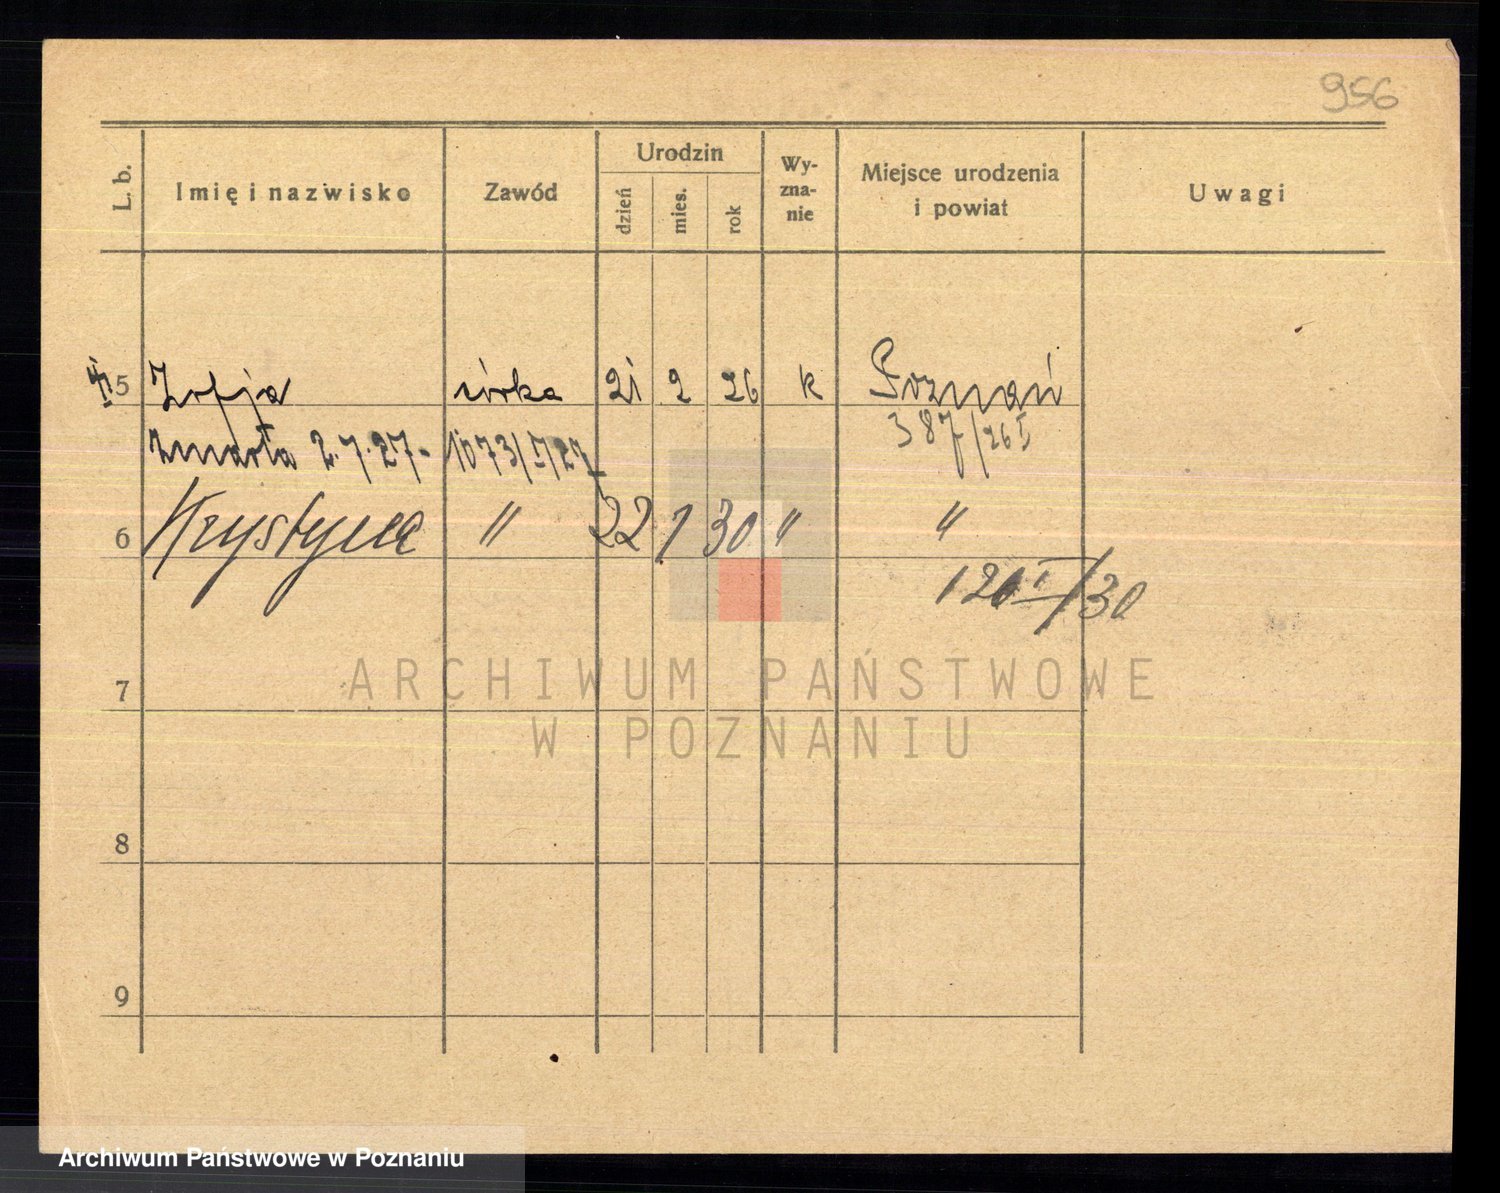 956
L. b.
Imię i nazwisko
Zawód
Urodzin
dzień
mies.
rok
Wy-
zna-
nie
Miejsce urodzenia
i powiat
Uwagi
5 Zofja córka 21 2 26 k Poznań
387/26 I
zmarła 2.7.27- 1073/I/27
6 Krystyna " 22 1 30 " "
120 I/30
7
8
9
ARCHIWUM PAŃSTWOWE
W POZNANIU
Archiwum Państwowe w Poznaniu